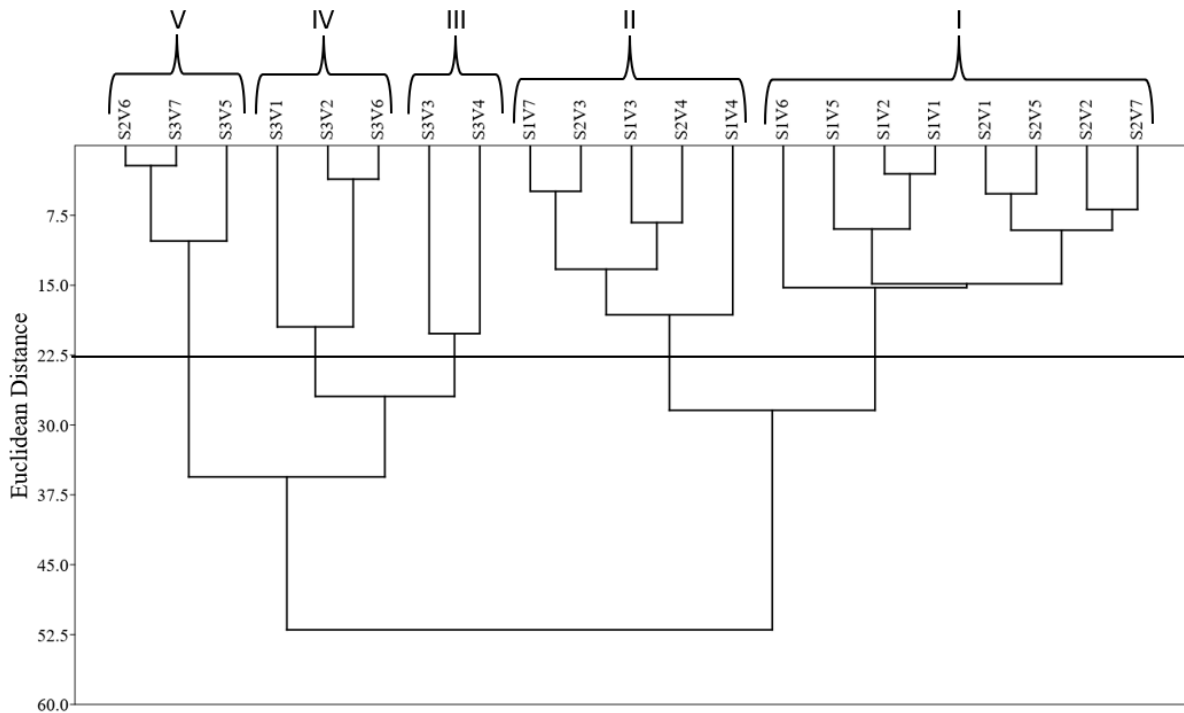 V IV III II I
S2V6 S3V7 S3V5 S3V1 S3V2 S3V6 S3V3 S3V4 S1V7 S2V3 S1V3 S2V4 S1V4 S1V6 S1V5 S1V2 S1V1 S2V1 S2V5 S2V2 S2V7
7.5
15.0
22.5
30.0
37.5
45.0
52.5
60.0
Euclidean Distance